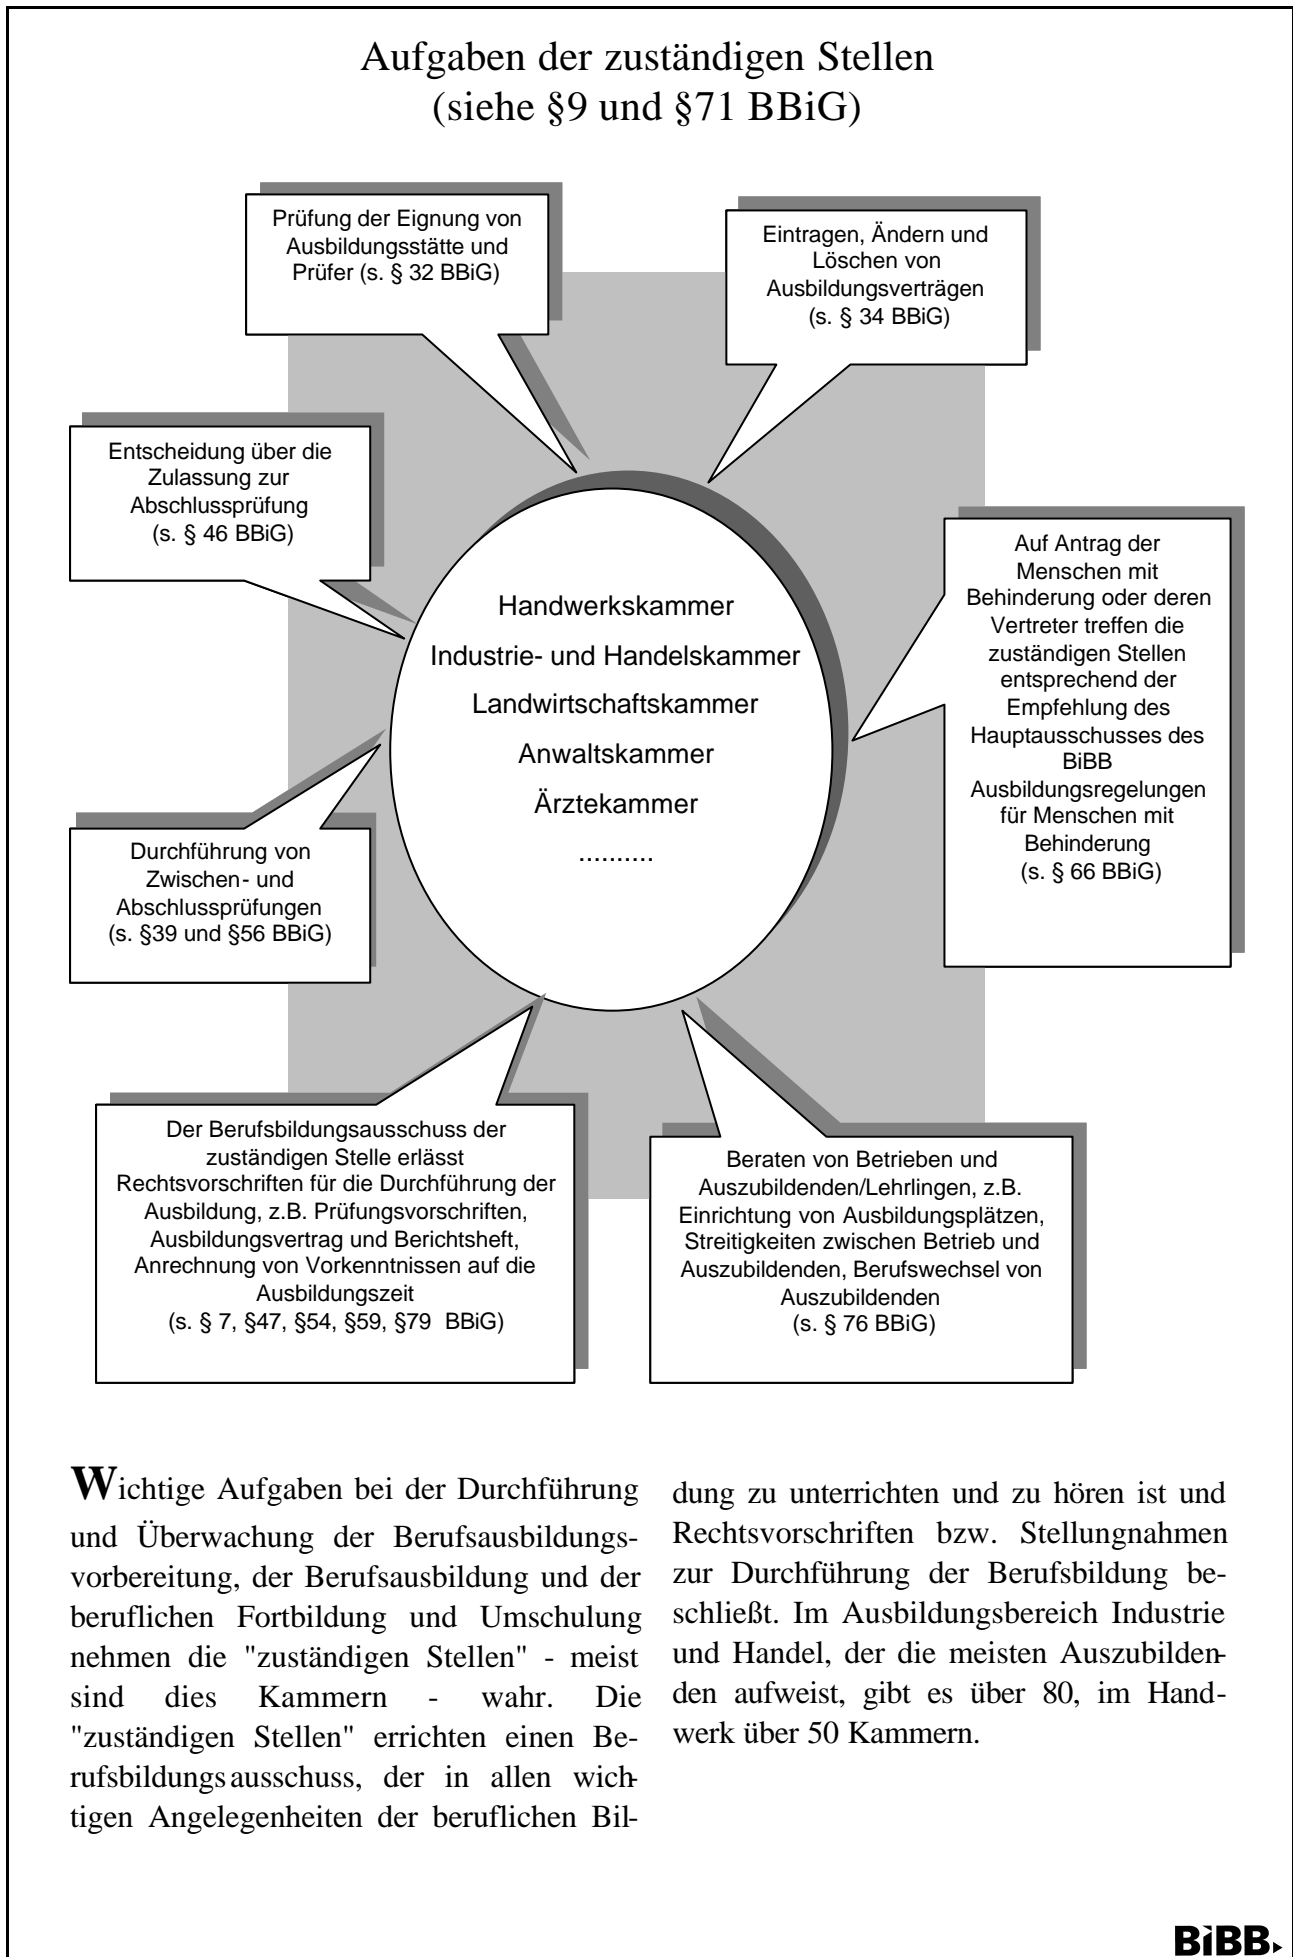 Aufgaben der zuständigen Stellen
(siehe §9 und §71 BBiG)
Prüfung der Eignung von
Ausbildungsstätte und
Prüfer (s. § 32 BBiG)
Eintragen, Ändern und
Löschen von
Ausbildungsverträgen
(s. § 34 BBiG)
Entscheidung über die
Zulassung zur
Abschlussprüfung
(s. § 46 BBiG)
Auf Antrag der
Menschen mit
Behinderung oder deren
Vertreter treffen die
zuständigen Stellen
entsprechend der
Empfehlung des
Hauptausschusses des
BiBB
Ausbildungsregelungen
für Menschen mit
Behinderung
(s. § 66 BBiG)
Handwerkskammer
Industrie- und Handelskammer
Landwirtschaftskammer
Anwaltskammer
Ärztekammer
..........
Durchführung von
Zwischen- und
Abschlussprüfungen
(s. §39 und §56 BBiG)
Der Berufsbildungsausschuss der
zuständigen Stelle erlässt
Rechtsvorschriften für die Durchführung der
Ausbildung, z.B. Prüfungsvorschriften,
Ausbildungsvertrag und Berichtsheft,
Anrechnung von Vorkenntnissen auf die
Ausbildungszeit
(s. § 7, §47, §54, §59, §79 BBiG)
Beraten von Betrieben und
Auszubildenden/Lehrlingen, z.B.
Einrichtung von Ausbildungsplätzen,
Streitigkeiten zwischen Betrieb und
Auszubildenden, Berufswechsel von
Auszubildenden
(s. § 76 BBiG)
Wichtige Aufgaben bei der Durchführung
und Überwachung der Berufsausbildungs-
vorbereitung, der Berufsausbildung und der
beruflichen Fortbildung und Umschulung
nehmen die "zuständigen Stellen" - meist
sind dies Kammern - wahr. Die
"zuständigen Stellen" errichten einen Be-
rufsbildungsausschuss, der in allen wich-
tigen Angelegenheiten der beruflichen Bil-
dung zu unterrichten und zu hören ist und
Rechtsvorschriften bzw. Stellungnahmen
zur Durchführung der Berufsbildung be-
schließt. Im Ausbildungsbereich Industrie
und Handel, der die meisten Auszubilden-
den aufweist, gibt es über 80, im Hand-
werk über 50 Kammern.
BiBB